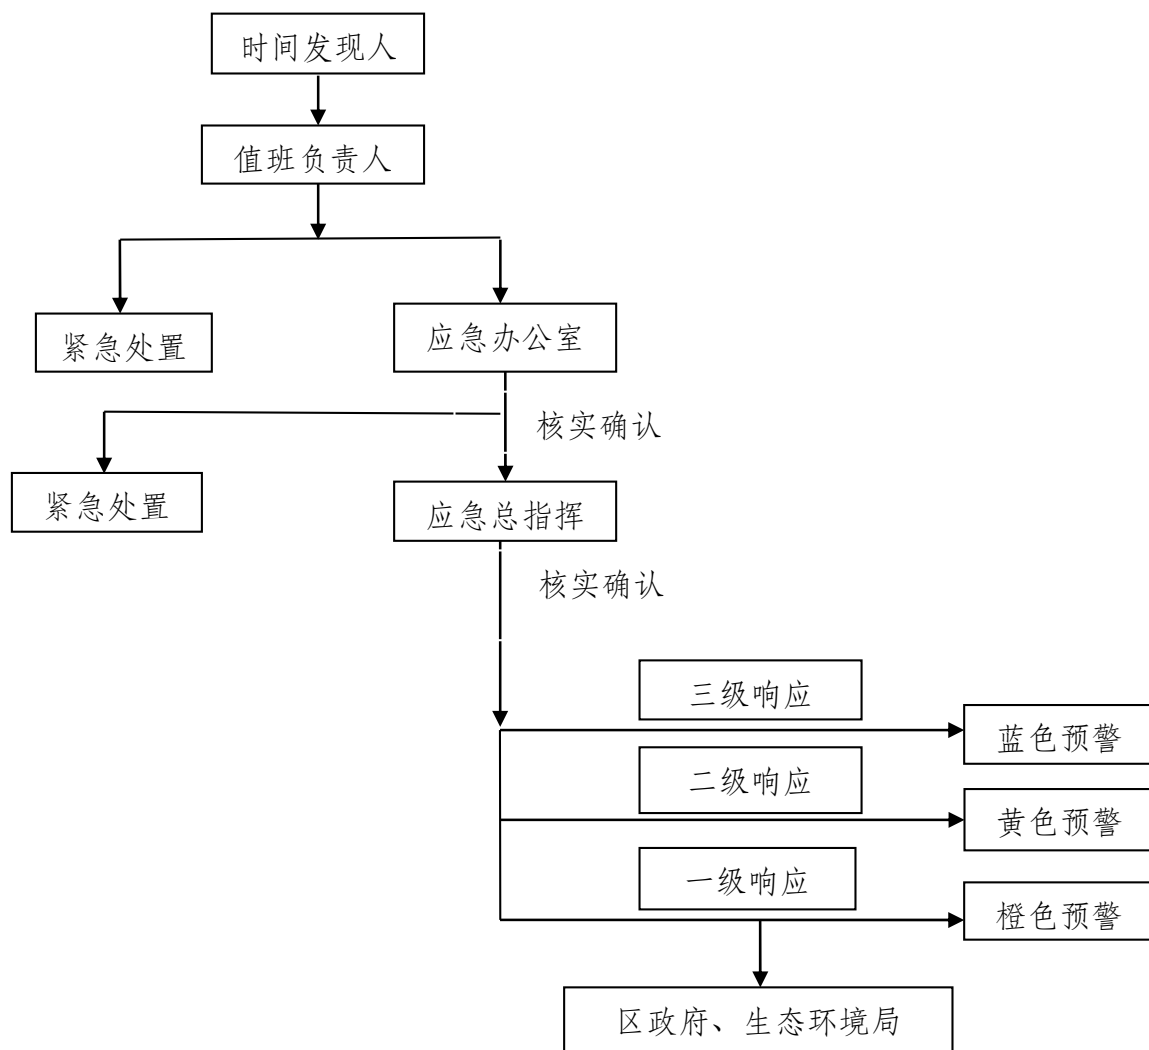 时间发现人
值班负责人
紧急处置
应急办公室
核实确认
紧急处置
应急总指挥
核实确认
三级响应
蓝色预警
二级响应
黄色预警
一级响应
橙色预警
区政府、生态环境局